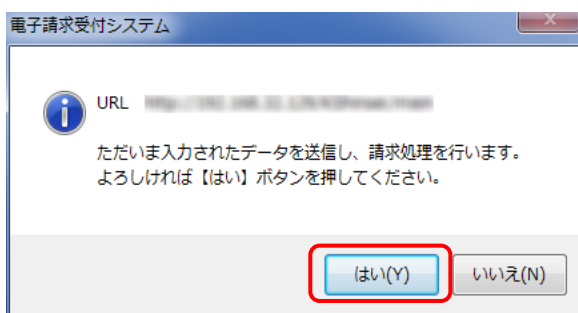 電子請求受付システム
URL
ただいま入力されたデータを送信し、請求処理を行います。
よろしければ【はい】ボタンを押してください。
はい(Y)
いいえ(N)